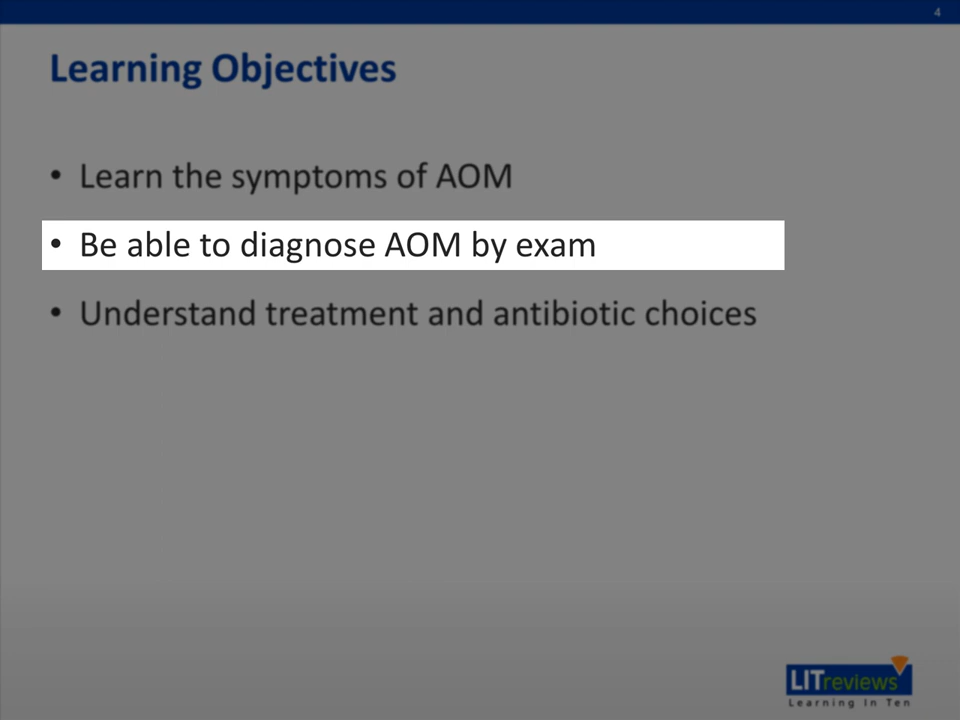 4
Learning Objectives
• Learn the symptoms of AOM
• Be able to diagnose AOM by exam
• Understand treatment and antibiotic choices
LITreviews
Learning In Ten